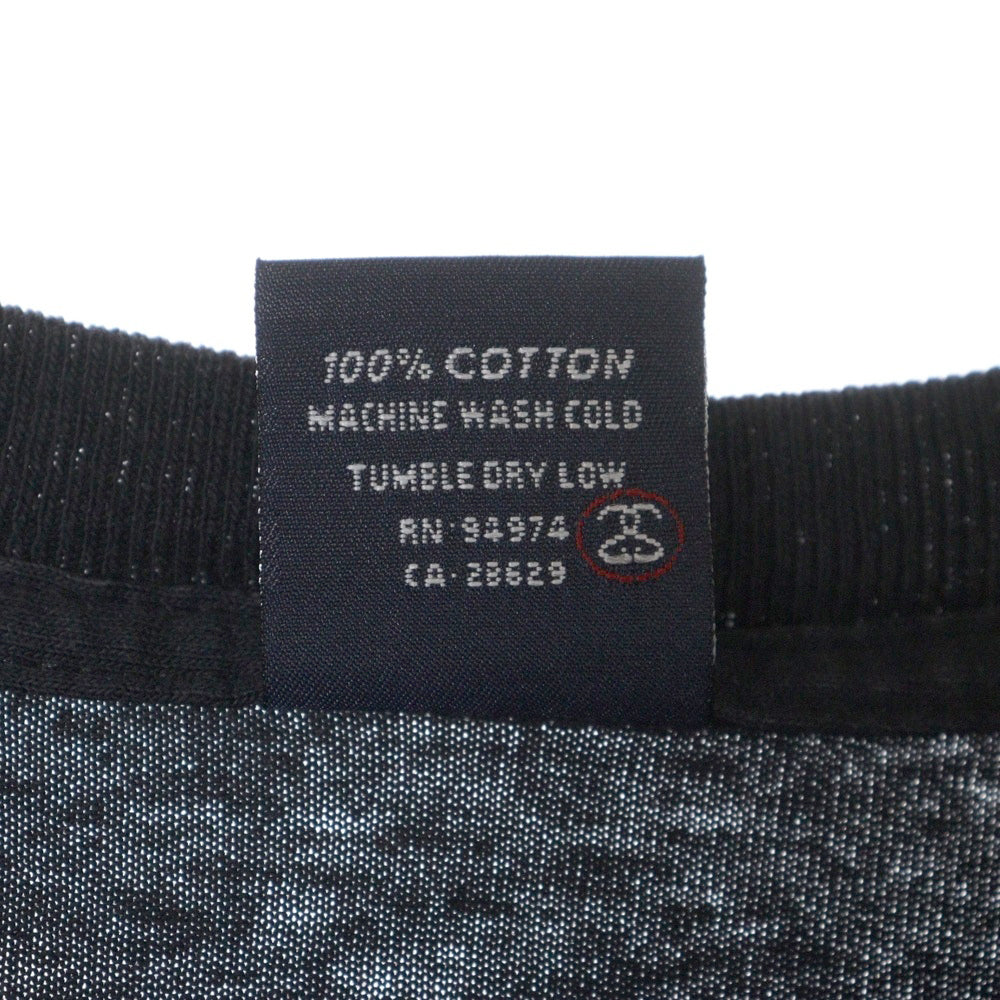 100% COTTON
MACHINE WASH COLD
TUMBLE DRY LOW
RN·94974
CA·28629